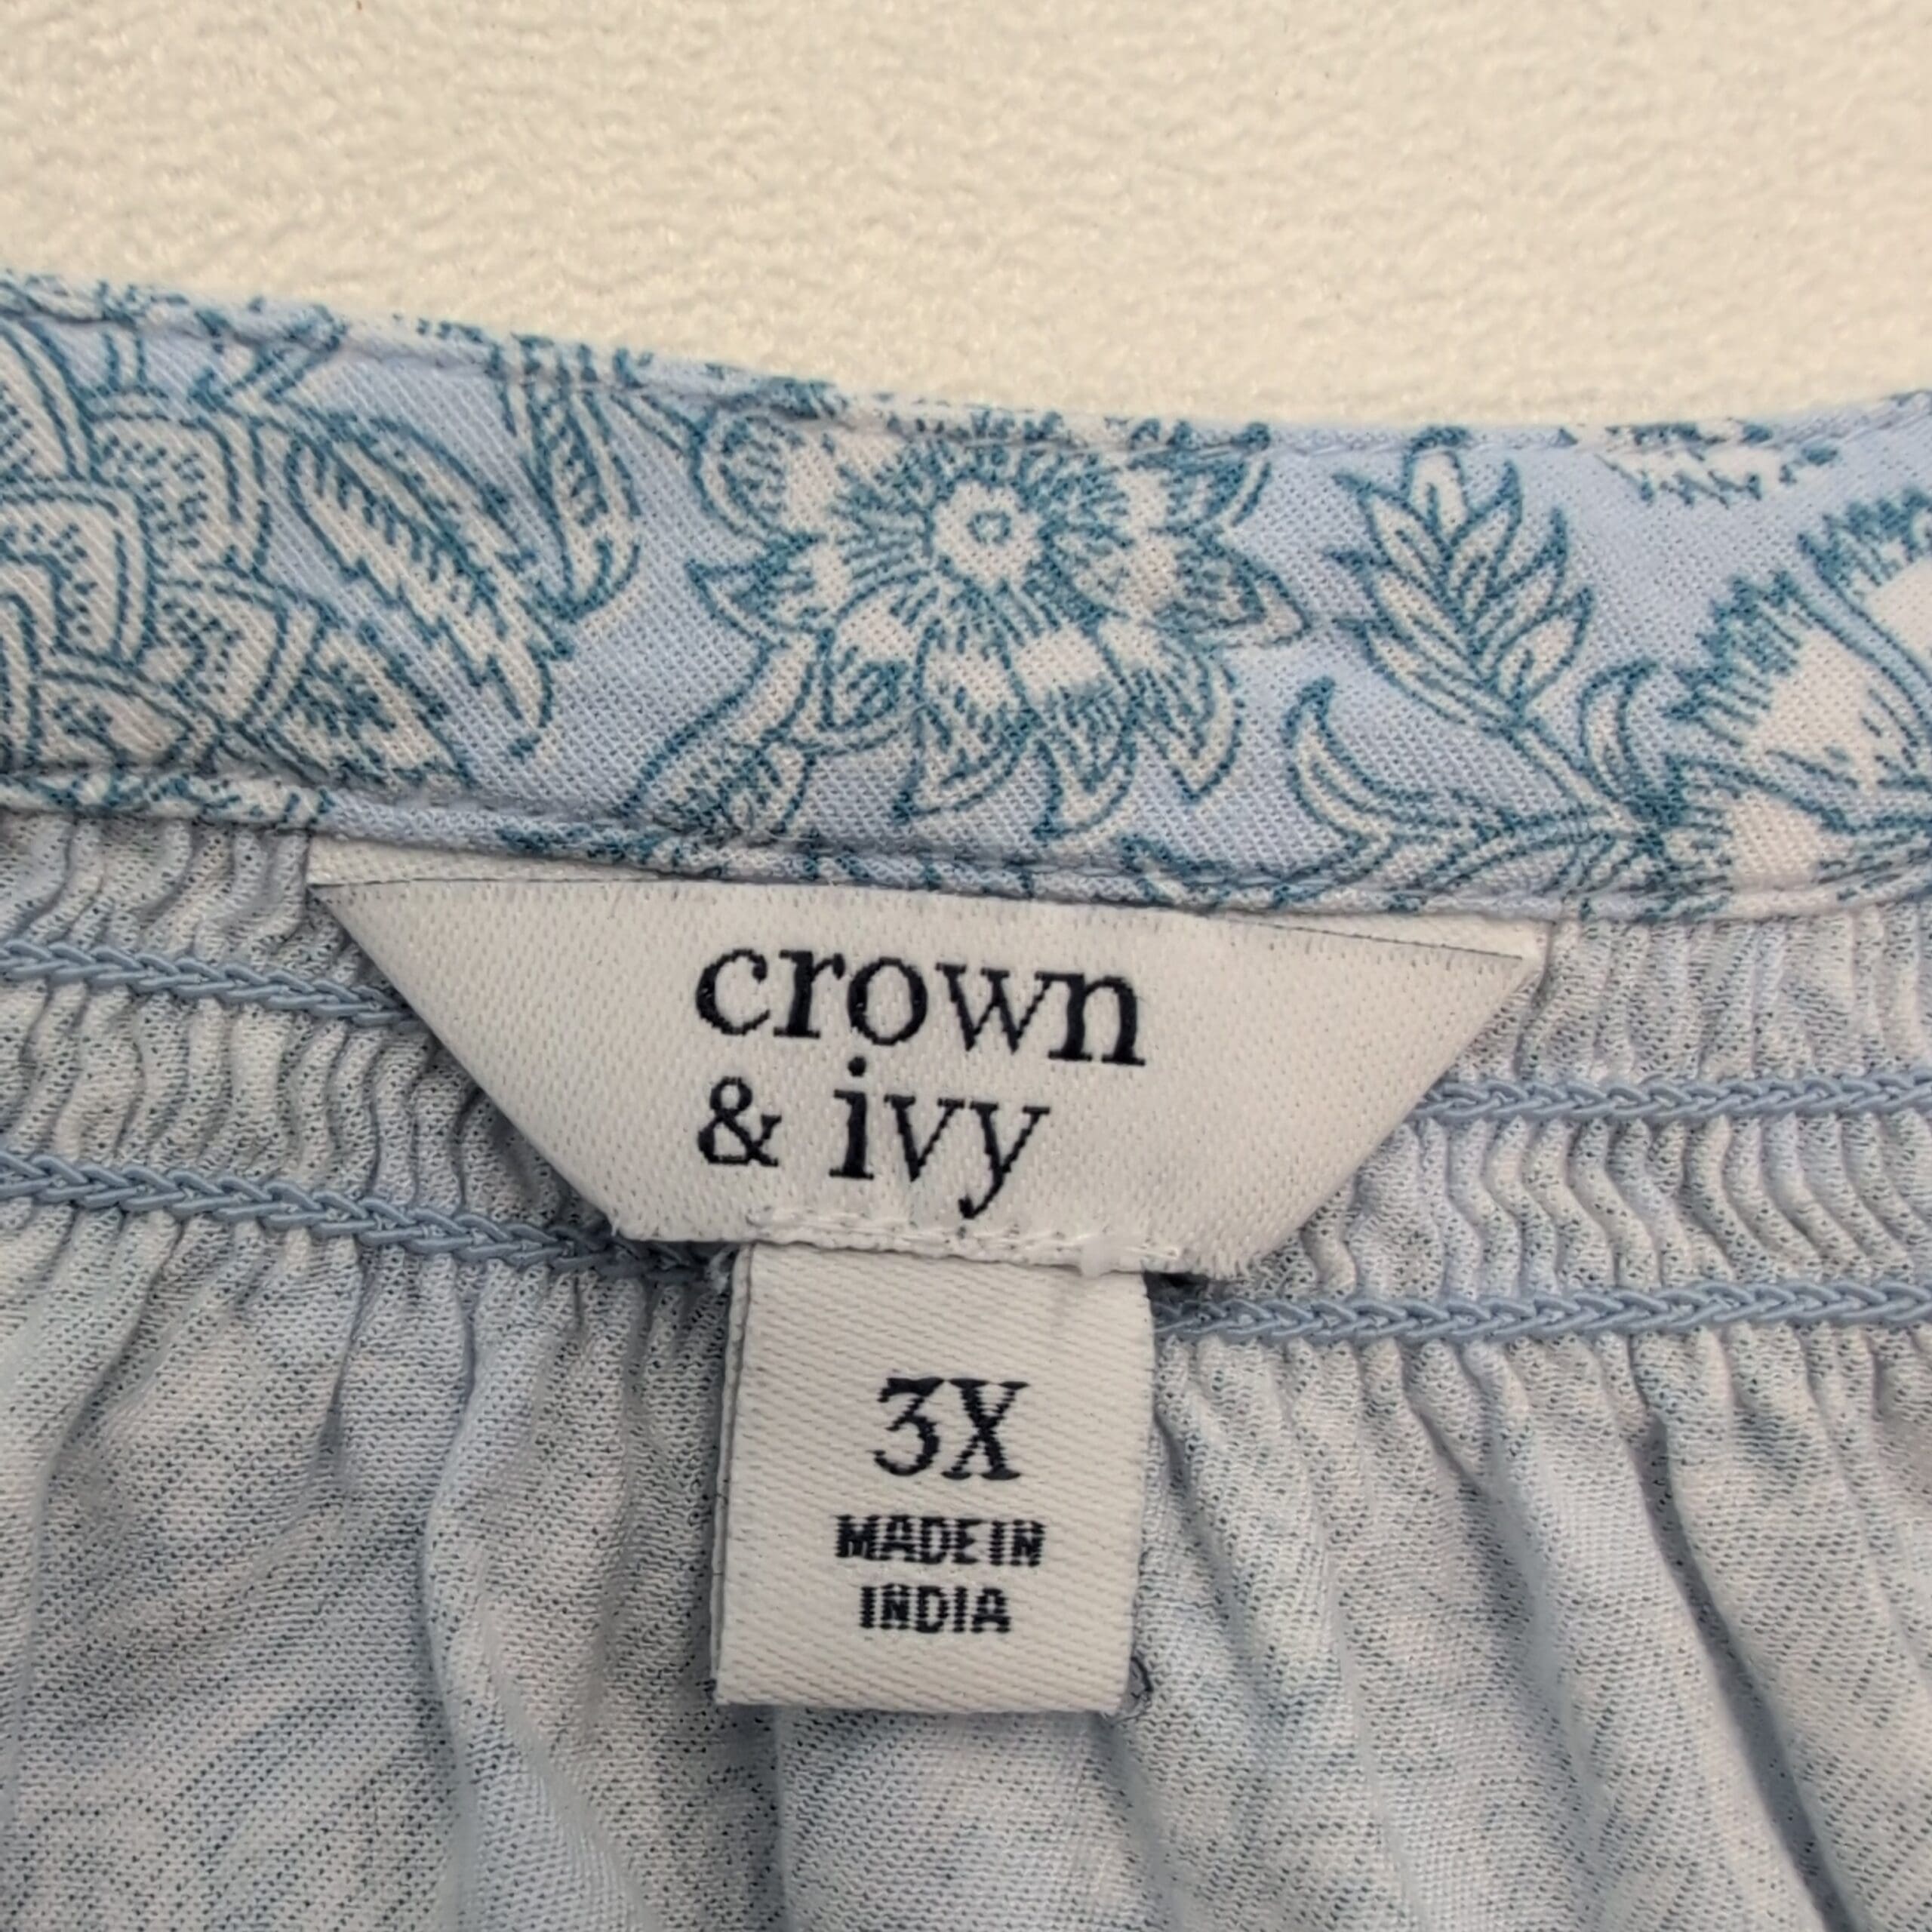 crown
& ivy
3X
MADE IN
INDIA